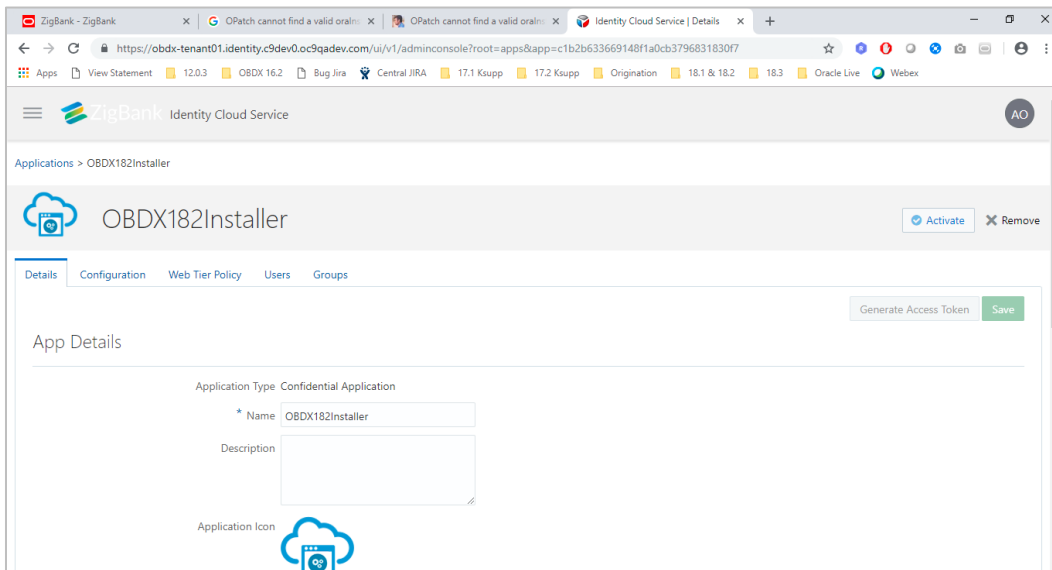 ZigBank - ZigBank
OPatch cannot find a valid oraIns
OPatch cannot find a valid oraIns
Identity Cloud Service | Details
https://obdx-tenant01.identity.c9dev0.oc9qadev.com/ui/v1/adminconsole?root=apps&app=c1b2b633669148f1a0cb3796831830f7
Apps View Statement 12.0.3 OBDX 16.2 Bug Jira Central JIRA 17.1 Ksupp 17.2 Ksupp Origination 18.1 & 18.2 18.3 Oracle Live Webex
ZigBank Identity Cloud Service
AO
Applications > OBDX182Installer
OBDX182Installer
Activate
Remove
Details Configuration Web Tier Policy Users Groups
Generate Access Token Save
App Details
Application Type Confidential Application
* Name OBDX182Installer
Description
Application Icon